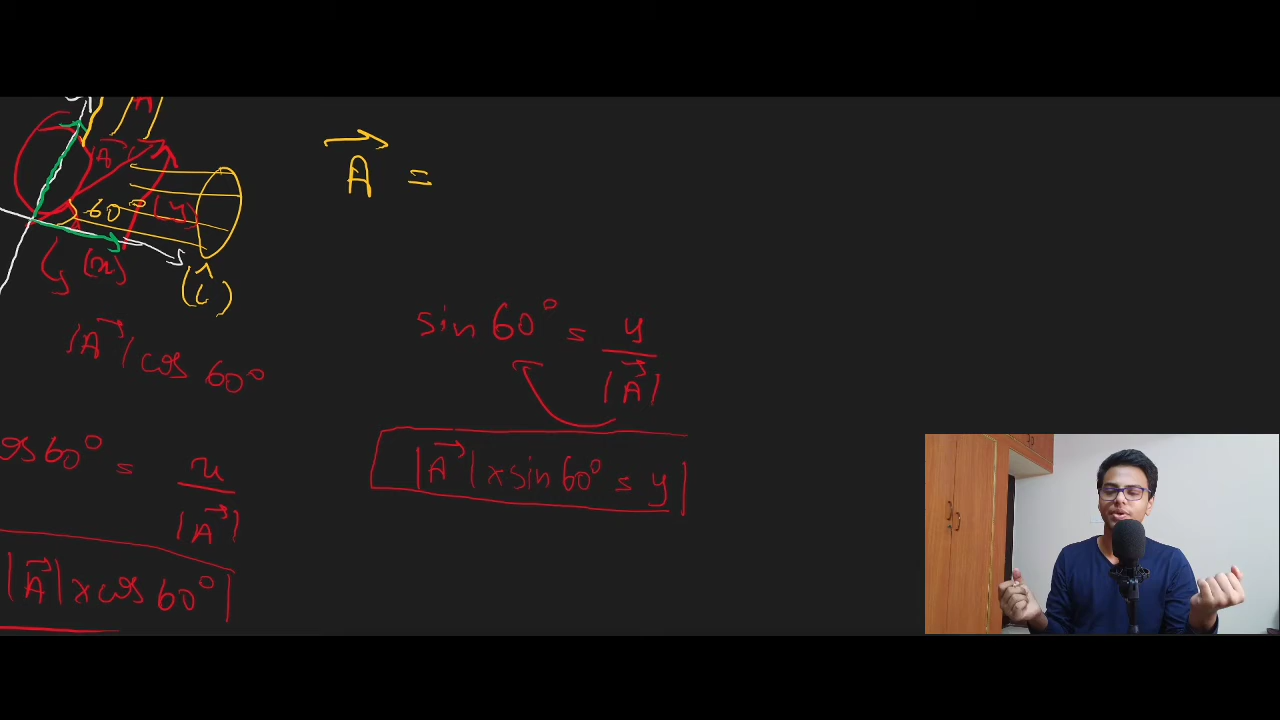 A
A⃗ =
|A⃗|
60°
(y)
(x)
(î)
sin 60° = y / |A⃗|
|A⃗| cos 60°
cos 60° = x / |A⃗|
|A⃗| × sin 60° = y
|A⃗| × cos 60°